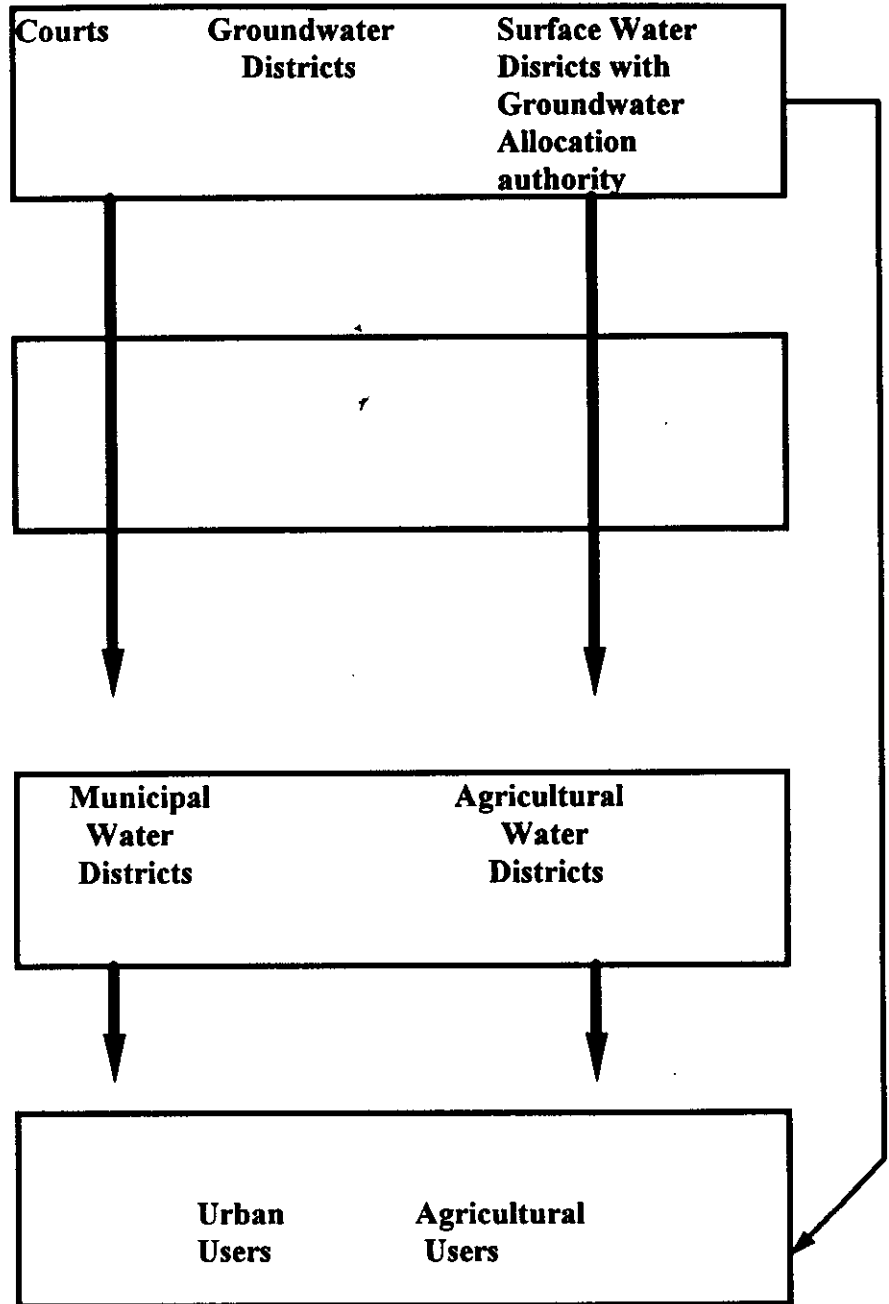 Courts
Groundwater
Districts
Surface Water
Disricts with
Groundwater
Allocation
authority
Municipal
Water
Districts
Agricultural
Water
Districts
Urban
Users
Agricultural
Users